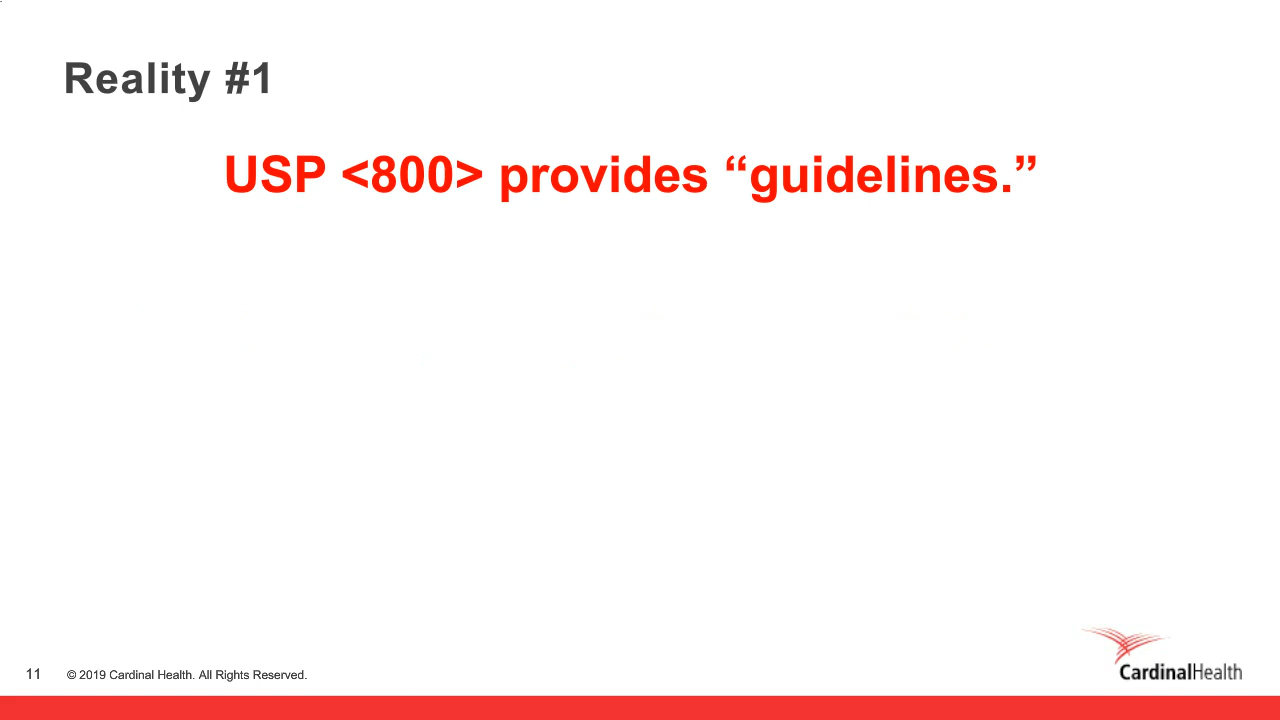 Reality #1
USP <800> provides “guidelines.”
CardinalHealth
11 © 2019 Cardinal Health. All Rights Reserved.